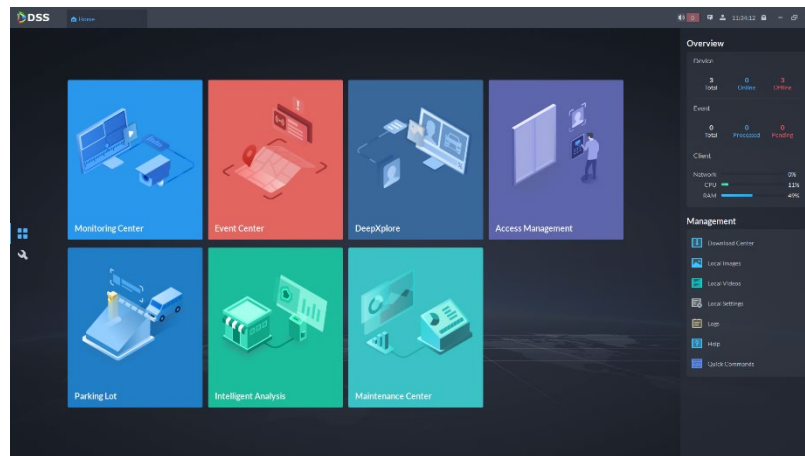 DSS
Home
0
11:34:12
Overview
Device
3 0 3
Total Online Offline
Event
0 0 0
Total Processed Pending
Client
Network 0%
CPU 11%
RAM 49%
Monitoring Center
Event Center
DeepXplore
Access Management
Management
Download Center
Local Images
Local Videos
Local Settings
Logs
Help
Quick Commands
Parking Lot
Intelligent Analysis
Maintenance Center